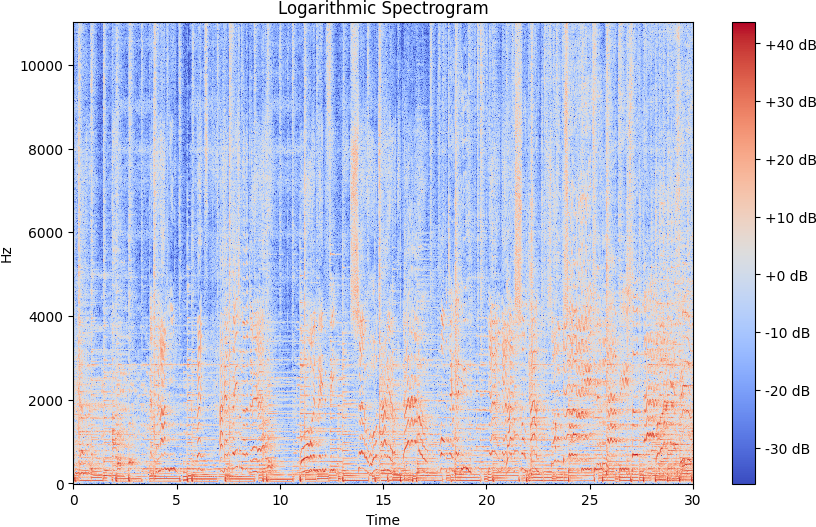 Logarithmic Spectrogram
Hz
10000
8000
6000
4000
2000
0
0 5 10 15 20 25 30
Time
+40 dB
+30 dB
+20 dB
+10 dB
+0 dB
-10 dB
-20 dB
-30 dB